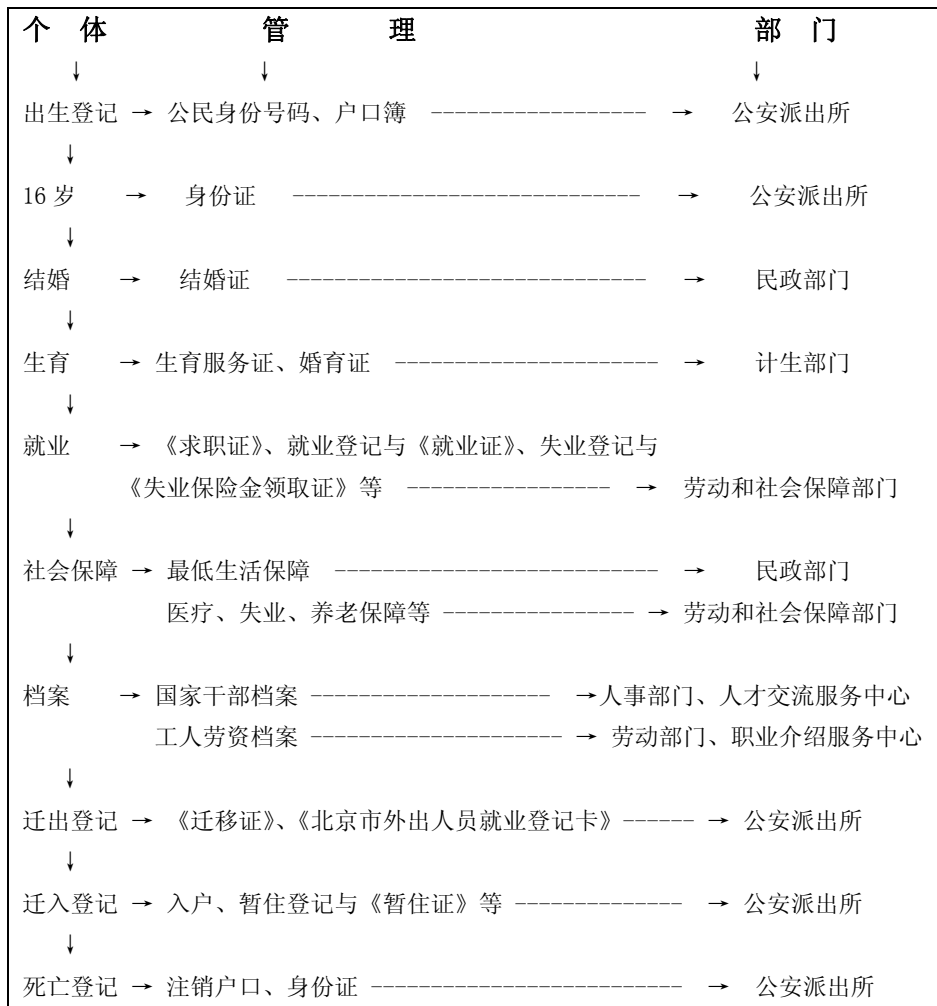 个 体 管 理 部 门
↓ ↓ ↓
出生登记 → 公民身份号码、户口簿 ------------------ → 公安派出所
↓
16 岁 → 身份证 ----------------------------- → 公安派出所
↓
结婚 → 结婚证 ------------------------------ → 民政部门
↓
生育 → 生育服务证、婚育证 ---------------------- → 计生部门
↓
就业 → 《求职证》、就业登记与《就业证》、失业登记与
《失业保险金领取证》等 ----------------- → 劳动和社会保障部门
↓
社会保障 → 最低生活保障 --------------------------- → 民政部门
医疗、失业、养老保障等 ---------------- → 劳动和社会保障部门
↓
档案 → 国家干部档案 -------------------- →人事部门、人才交流服务中心
工人劳资档案 --------------------- → 劳动部门、职业介绍服务中心
↓
迁出登记 → 《迁移证》、《北京市外出人员就业登记卡》------ → 公安派出所
↓
迁入登记 → 入户、暂住登记与《暂住证》等 -------------- → 公安派出所
↓
死亡登记 → 注销户口、身份证 -------------------------- → 公安派出所